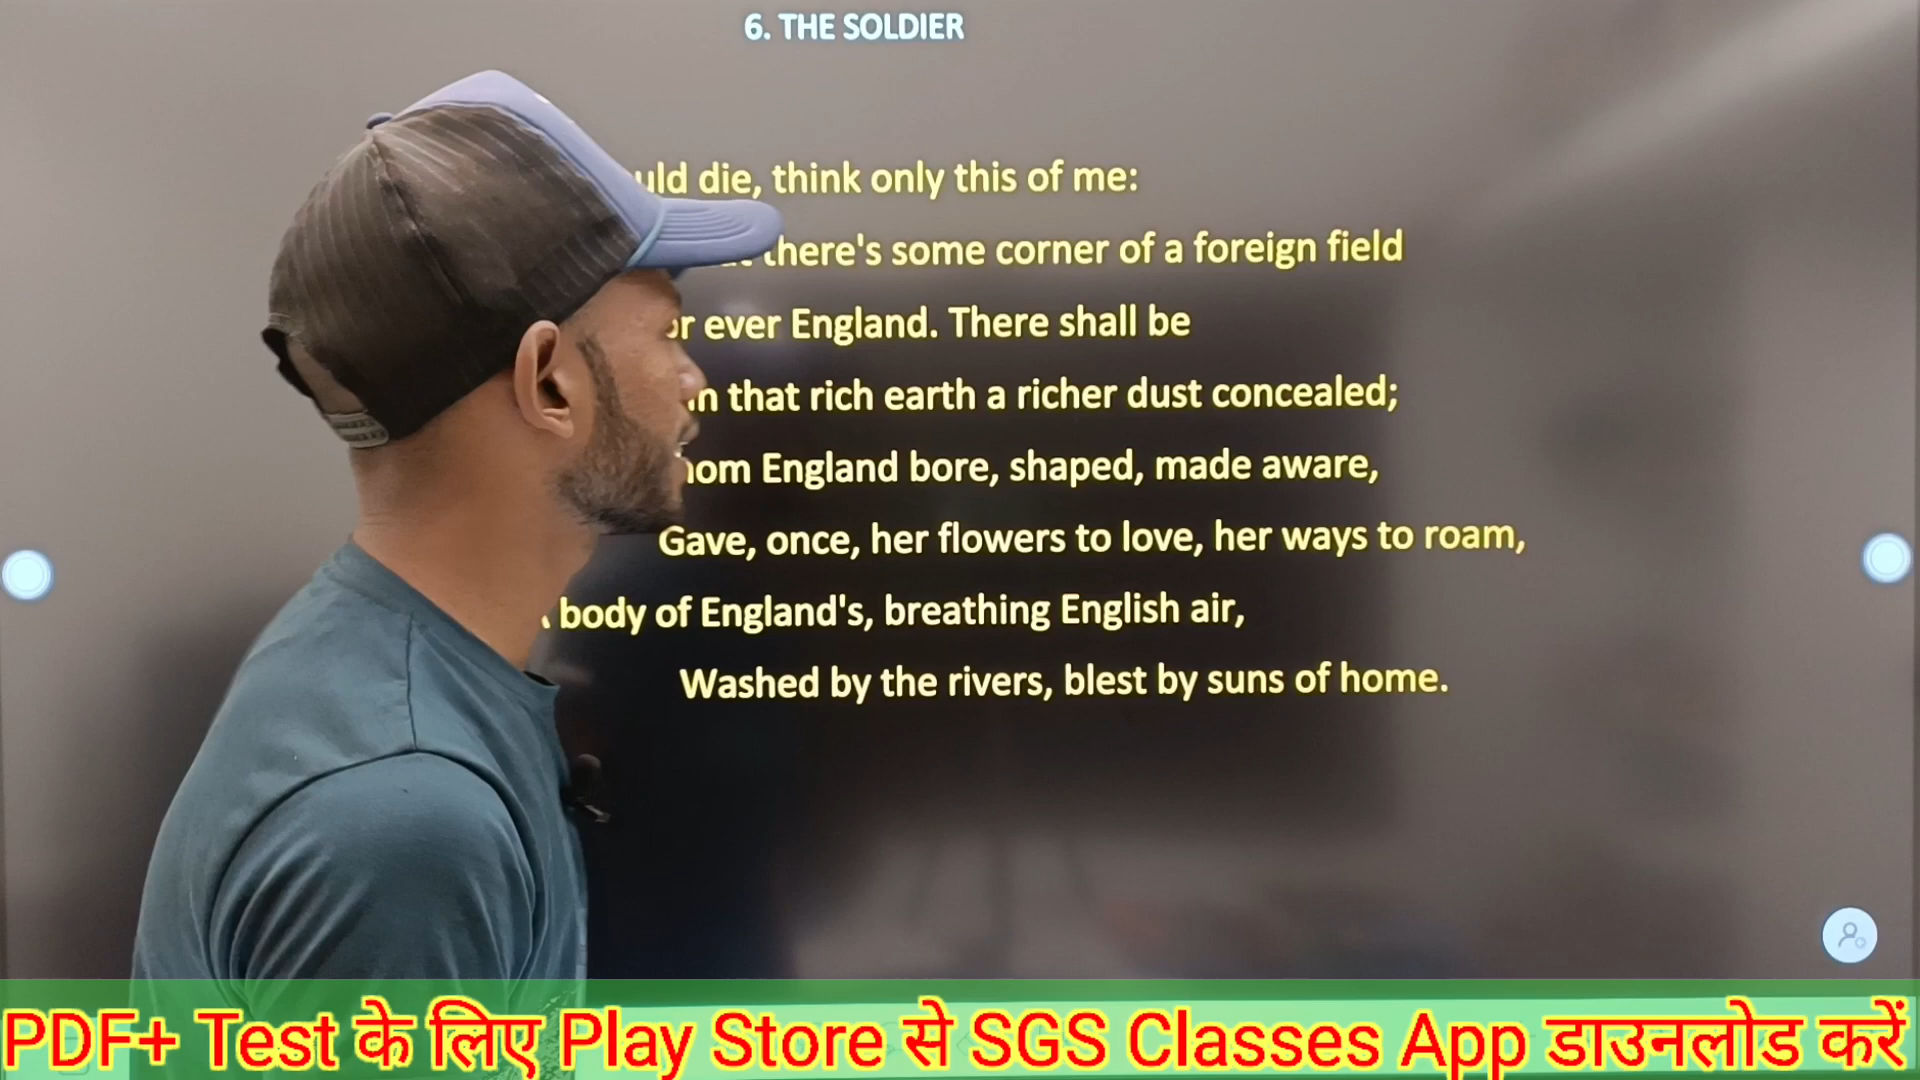 6. THE SOLDIER
die, think only this of me:
there's some corner of a foreign field
ever England. There shall be
that rich earth a richer dust concealed;
England bore, shaped, made aware,
Gave, once, her flowers to love, her ways to roam,
body of England's, breathing English air,
Washed by the rivers, blest by suns of home.
PDF+ Test के लिए Play Store से SGS Classes App डाउनलोड करें